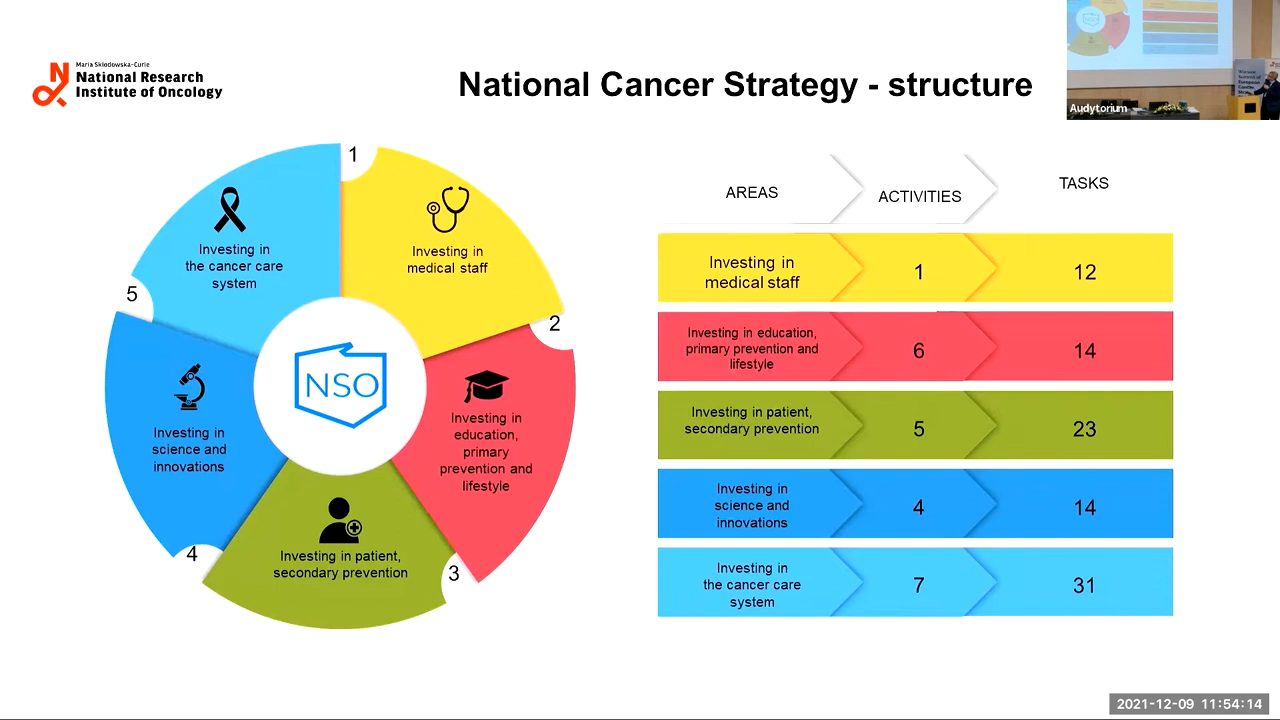 Maria Skłodowska-Curie
National Research
Institute of Oncology
National Cancer Strategy - structure
Audytorium
1
Investing in
medical staff
2
Investing in
education,
primary
prevention and
lifestyle
3
Investing in patient,
secondary prevention
4
Investing in
science and
innovations
5
Investing in
the cancer care
system
NSO
AREAS
ACTIVITIES
TASKS
Investing in
medical staff
1
12
Investing in education,
primary prevention and
lifestyle
6
14
Investing in patient,
secondary prevention
5
23
Investing in
science and
innovations
4
14
Investing in
the cancer care
system
7
31
2021-12-09 11:54:14